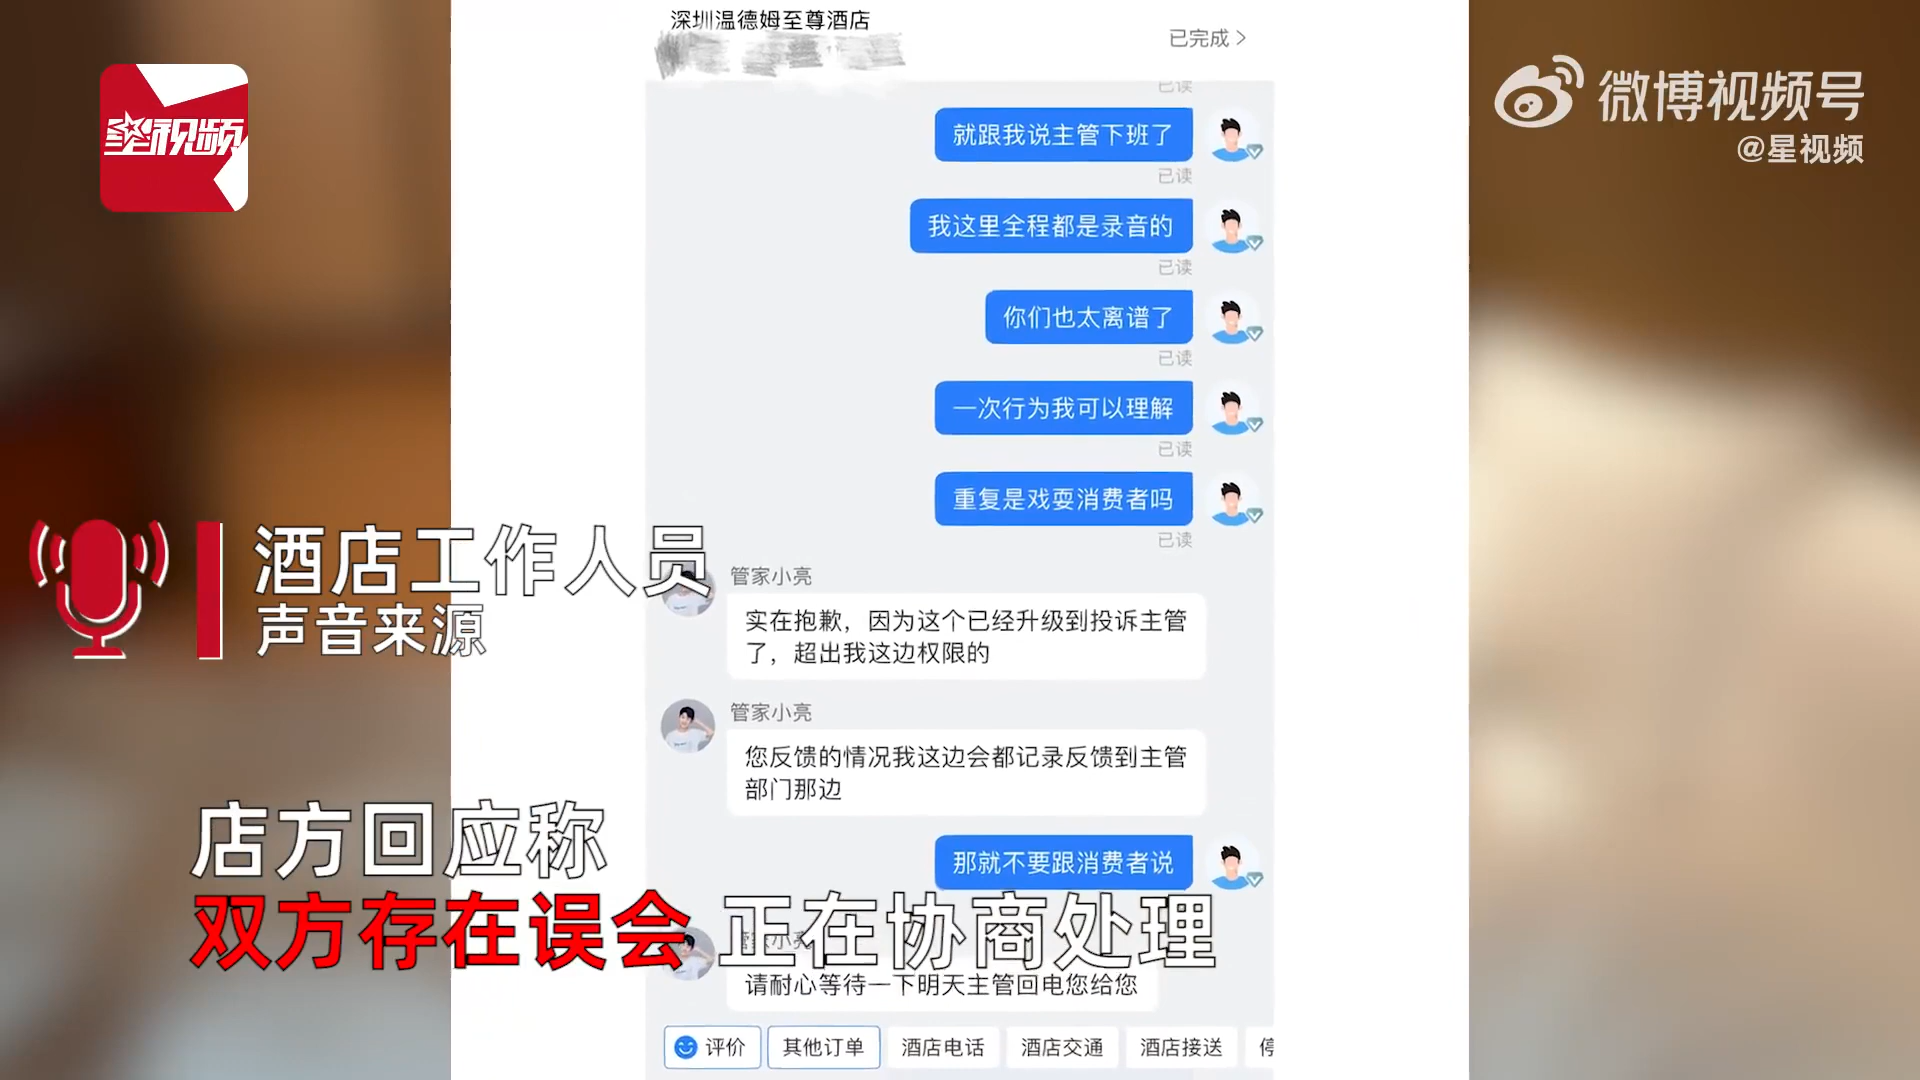 深圳温德姆至尊酒店
已完成 >
星视频
微博视频号
@星视频
已读
就跟我说主管下班了
已读
我这里全程都是录音的
已读
你们也太离谱了
已读
一次行为我可以理解
已读
重复是戏耍消费者吗
已读
酒店工作人员
声音来源
管家小亮
实在抱歉，因为这个已经升级到投诉主管
了，超出我这边权限的
管家小亮
您反馈的情况我这边会都记录反馈到主管
部门那边
那就不要跟消费者说
店方回应称
双方存在误会 正在协商处理
管家小亮
请耐心等待一下明天主管回电您给您
评价
其他订单
酒店电话
酒店交通
酒店接送
停